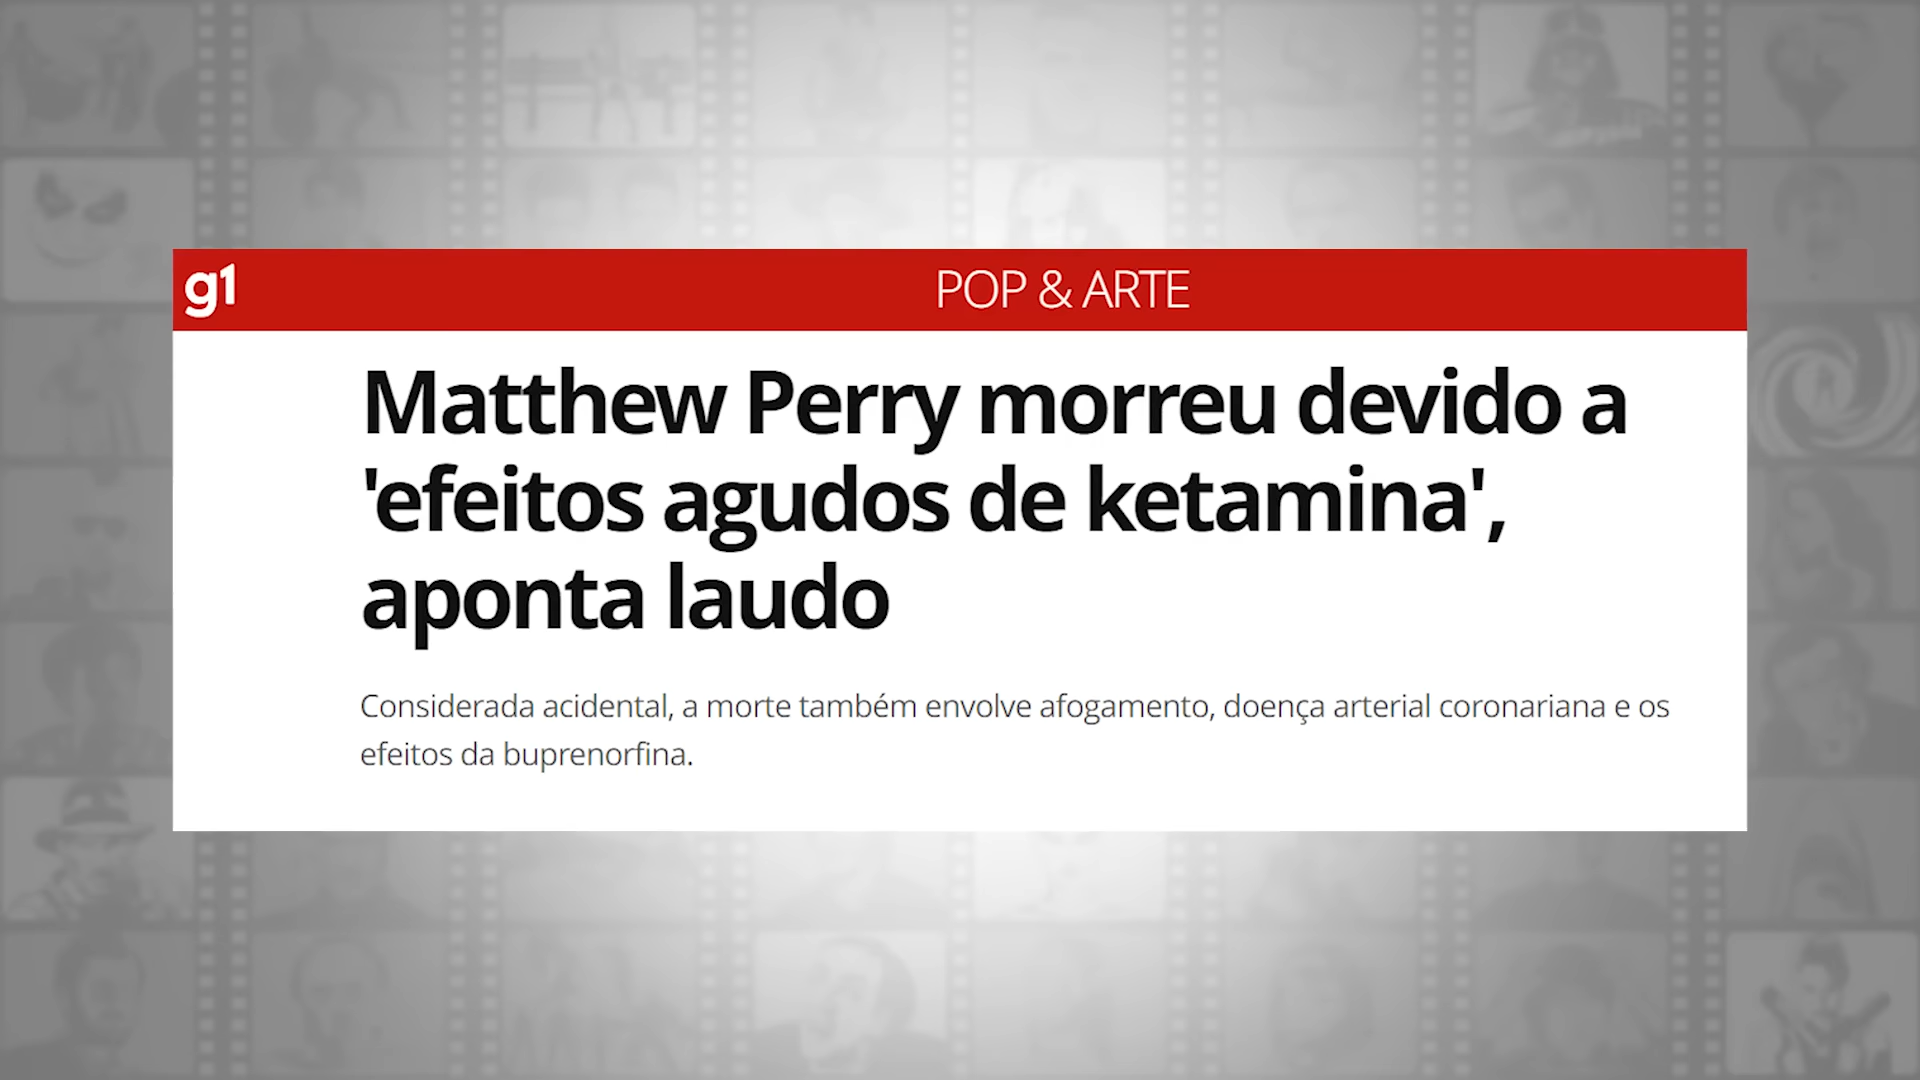 g1
POP & ARTE
Matthew Perry morreu devido a
'efeitos agudos de ketamina',
aponta laudo
Considerada acidental, a morte também envolve afogamento, doença arterial coronariana e os
efeitos da buprenorfina.